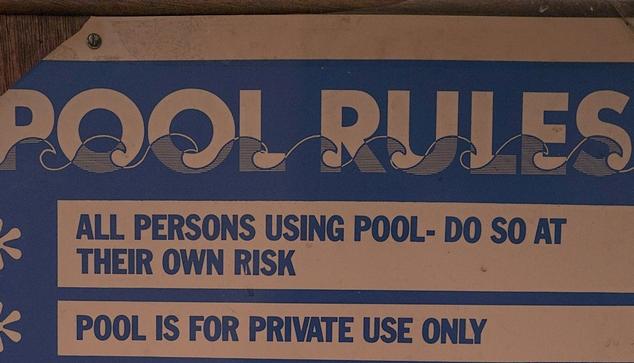 POOL RULES
ALL PERSONS USING POOL- DO SO AT
THEIR OWN RISK
POOL IS FOR PRIVATE USE ONLY